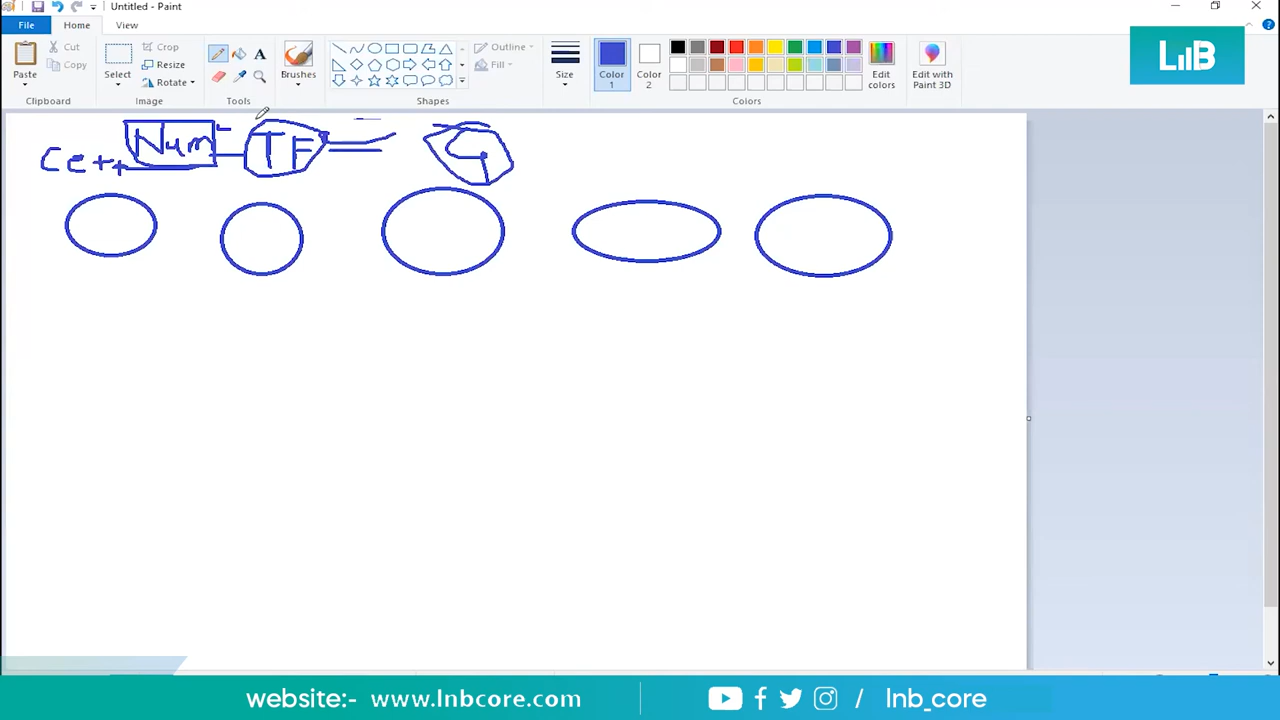 Untitled - Paint
File Home View
Paste
Cut
Copy
Clipboard
Select
Crop
Resize
Rotate
Image
A
Tools
Brushes
Outline
Fill
Shapes
Size
Color 1
Color 2
Edit colors
Colors
Edit with Paint 3D
Num
TF
website:- www.lnbcore.com / lnb_core